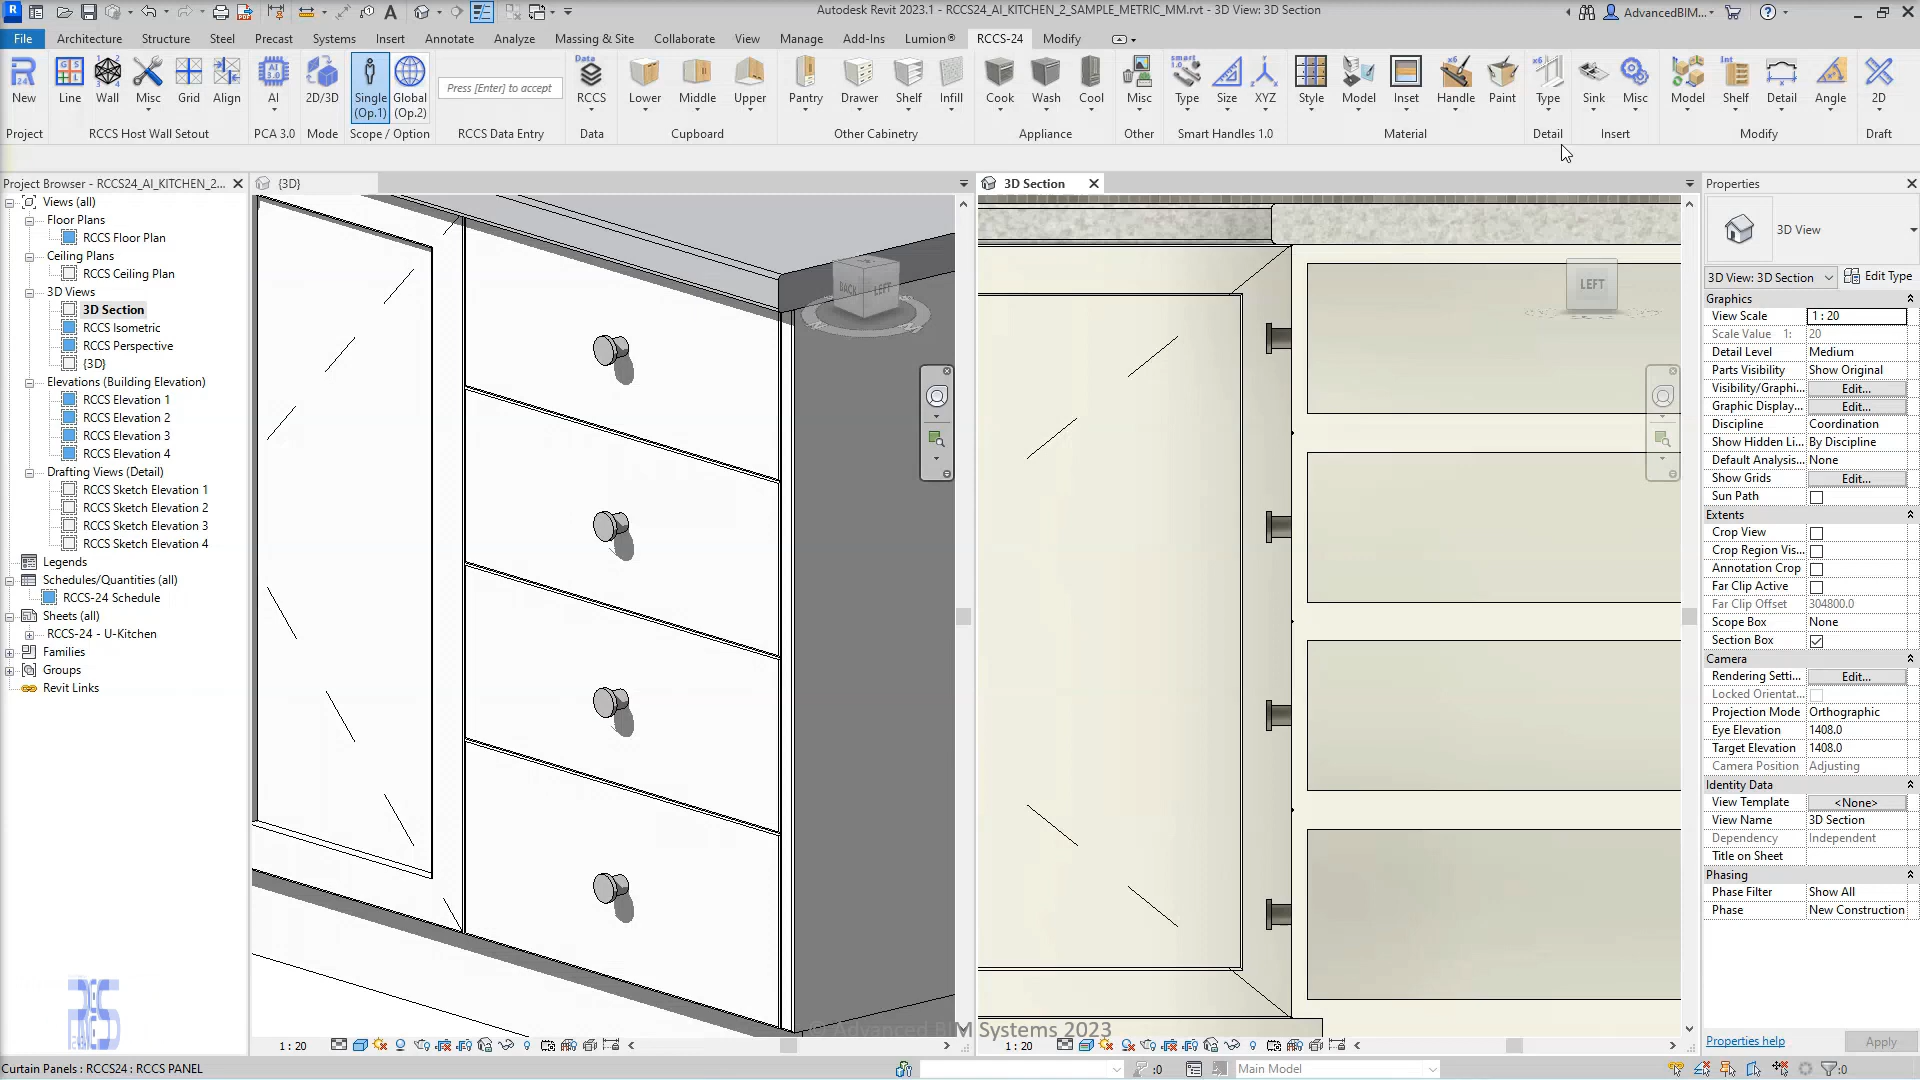 Autodesk Revit 2023.1 - RCCS24_AI_KITCHEN_2_SAMPLE_METRIC_MM.rvt - 3D View: 3D Section
AdvancedBIM...
File Architecture Structure Steel Precast Systems Insert Annotate Analyze Massing & Site Collaborate View Manage Add-Ins Lumion® RCCS-24 Modify
New Line Wall Misc Grid Align AI 2D/3D Single (Op.1) Global (Op.2) Press [Enter] to accept RCCS Lower Middle Upper Pantry Drawer Shelf Infill Cook Wash Cool Misc Type Size XYZ Style Model Inset Handle Paint Type Sink Misc Model Shelf Detail Angle 2D
Project RCCS Host Wall Setout PCA 3.0 Mode Scope / Option RCCS Data Entry Data Cupboard Other Cabinetry Appliance Other Smart Handles 1.0 Material Detail Insert Modify Draft
Project Browser - RCCS24_AI_KITCHEN_2...
Views (all)
Floor Plans
RCCS Floor Plan
Ceiling Plans
RCCS Ceiling Plan
3D Views
3D Section
RCCS Isometric
RCCS Perspective
{3D}
Elevations (Building Elevation)
RCCS Elevation 1
RCCS Elevation 2
RCCS Elevation 3
RCCS Elevation 4
Drafting Views (Detail)
RCCS Sketch Elevation 1
RCCS Sketch Elevation 2
RCCS Sketch Elevation 3
RCCS Sketch Elevation 4
Legends
Schedules/Quantities (all)
RCCS-24 Schedule
Sheets (all)
RCCS-24 - U-Kitchen
Families
Groups
Revit Links
{3D}
BACK LEFT
1 : 20
3D Section
LEFT
1 : 20
© Advanced BIM Systems 2023
Properties
3D View
3D View: 3D Section Edit Type
Graphics
View Scale 1 : 20
Scale Value 1: 20
Detail Level Medium
Parts Visibility Show Original
Visibility/Graphi... Edit...
Graphic Display... Edit...
Discipline Coordination
Show Hidden Li... By Discipline
Default Analysis... None
Show Grids Edit...
Sun Path
Extents
Crop View
Crop Region Vis...
Annotation Crop
Far Clip Active
Far Clip Offset 304800.0
Scope Box None
Section Box
Camera
Rendering Setti... Edit...
Locked Orientat...
Projection Mode Orthographic
Eye Elevation 1408.0
Target Elevation 1408.0
Camera Position Adjusting
Identity Data
View Template <None>
View Name 3D Section
Dependency Independent
Title on Sheet
Phasing
Phase Filter Show All
Phase New Construction
Properties help Apply
Curtain Panels : RCCS24 : RCCS PANEL
:0
Main Model
:0